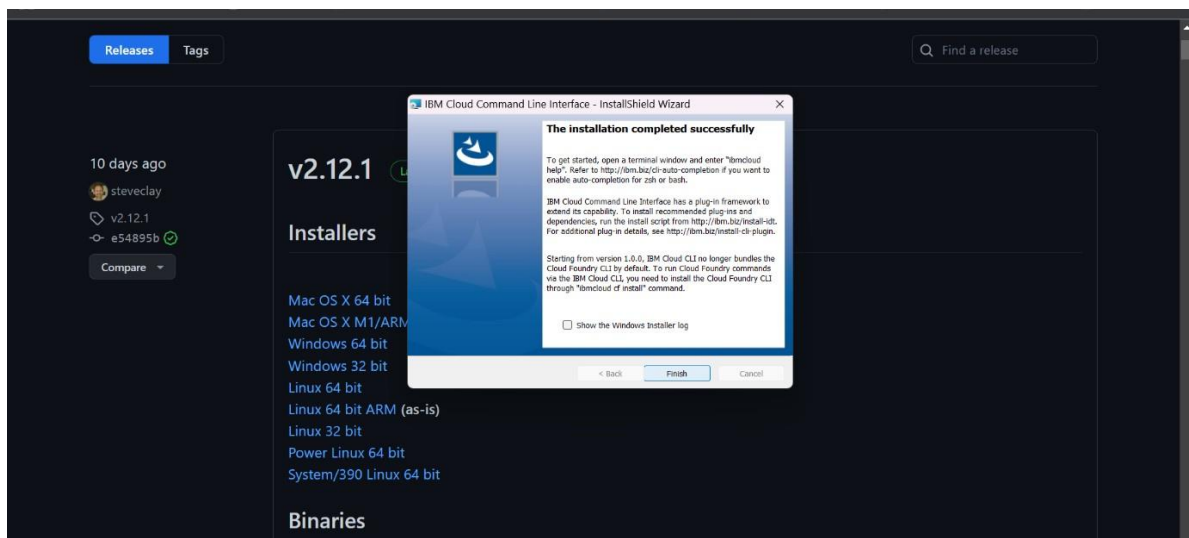 Releases
Tags
Find a release
10 days ago
steveclay
v2.12.1
e54895b
Compare
v2.12.1
Installers
Mac OS X 64 bit
Mac OS X M1/ARM
Windows 64 bit
Windows 32 bit
Linux 64 bit
Linux 64 bit ARM (as-is)
Linux 32 bit
Power Linux 64 bit
System/390 Linux 64 bit
Binaries
IBM Cloud Command Line Interface - InstallShield Wizard
The installation completed successfully
To get started, open a terminal window and enter "ibmcloud
help". Refer to http://ibm.biz/cli-auto-completion if you want to
enable auto-completion for zsh or bash.
IBM Cloud Command Line Interface has a plug-in framework to
extend its capability. To install recommended plug-ins and
dependencies, run the install script from http://ibm.biz/install-idt.
For additional plug-in details, see http://ibm.biz/install-cli-plugin.
Starting from version 1.0.0, IBM Cloud CLI no longer bundles the
Cloud Foundry CLI by default. To run Cloud Foundry commands
via the IBM Cloud CLI, you need to install the Cloud Foundry CLI
through "ibmcloud cf install" command.
Show the Windows Installer log
< Back
Finish
Cancel